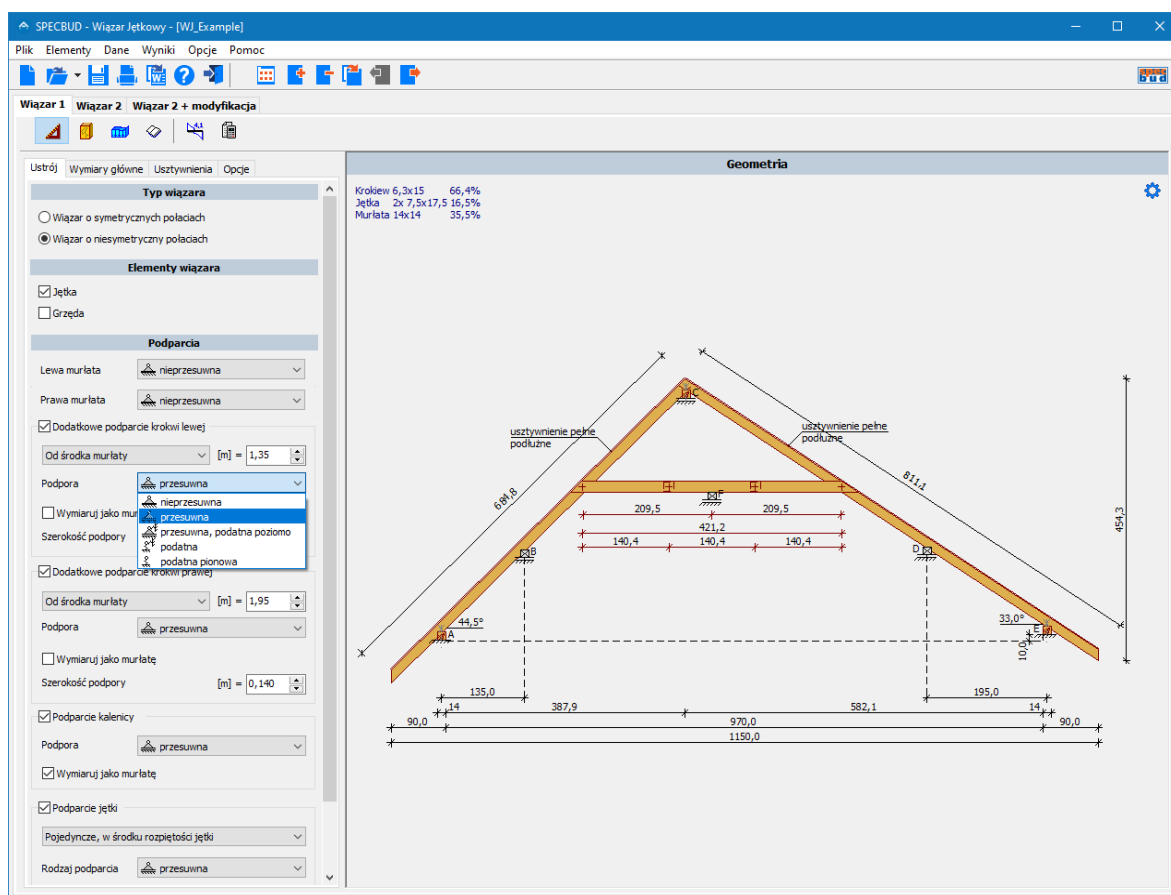 SPECBUD - Wiązar Jętkowy - [WJ_Example]
Plik Elementy Dane Wyniki Opcje Pomoc
bud
Wiązar 1 Wiązar 2 Wiązar 2 + modyfikacja
Ustrój Wymiary główne Usztywnienia Opcje
Typ wiązara
Wiązar o symetrycznych połaciach
Wiązar o niesymetryczny połaciach
Elementy wiązara
Jętka
Grzęda
Podparcia
Lewa murłata nieprzesuwna
Prawa murłata nieprzesuwna
Dodatkowe podparcie krokwi lewej
Od środka murłaty [m] = 1,35
Podpora przesuwna
nieprzesuwna
przesuwna
przesuwna, podatna poziomo
podatna
podatna pionowa
Wymiaruj jako mur
Szerokość podpory
Dodatkowe podparcie krokwi prawej
Od środka murłaty [m] = 1,95
Podpora przesuwna
Wymiaruj jako murłatę
Szerokość podpory [m] = 0,140
Podparcie kalenicy
Podpora przesuwna
Wymiaruj jako murłatę
Podparcie jętki
Pojedyncze, w środku rozpiętości jętki
Rodzaj podparcia przesuwna
Geometria
Krokiew 6,3x15 66,4%
Jętka 2x 7,5x17,5 16,5%
Murłata 14x14 35,5%
C
usztywnienie pełne
podłużne
usztywnienie pełne
podłużne
684,8
811,1
454,3
F
209,5 209,5
421,2
140,4 140,4 140,4
B
D
44,5°
A
33,0°
E
10,0
135,0 195,0
14 387,9 582,1 14
90,0 970,0 90,0
1150,0